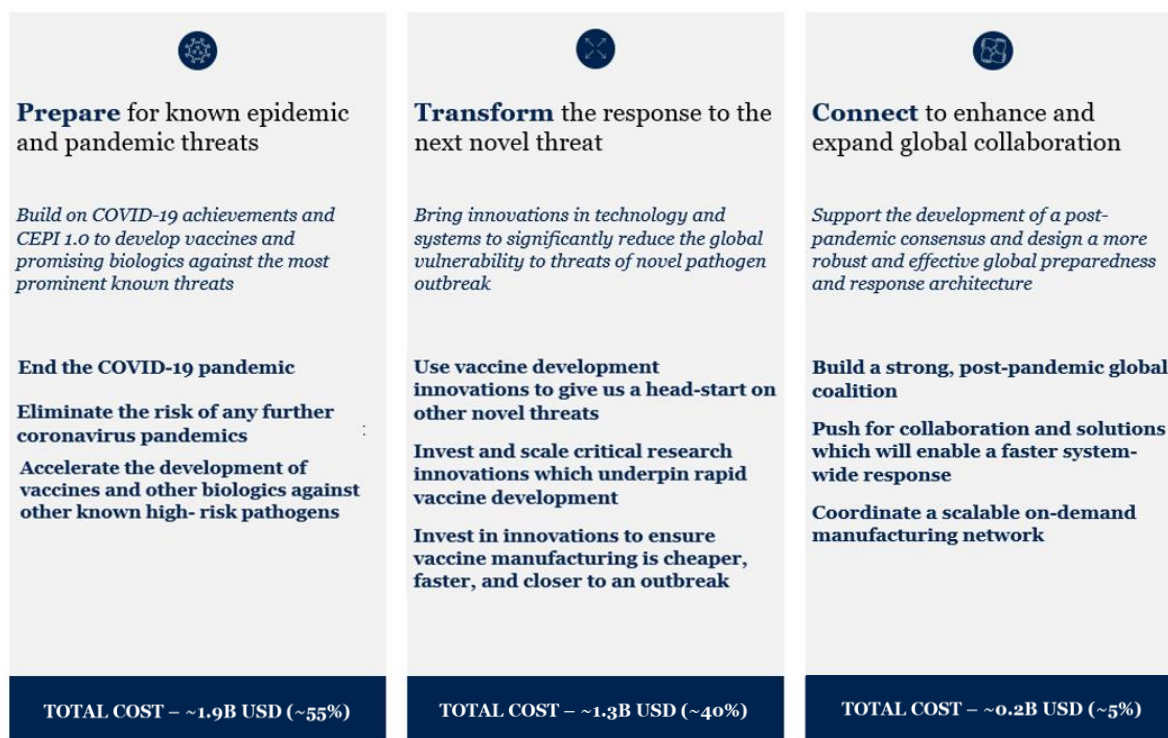 Prepare for known epidemic
and pandemic threats
Build on COVID-19 achievements and
CEPI 1.0 to develop vaccines and
promising biologics against the most
prominent known threats
End the COVID-19 pandemic
Eliminate the risk of any further
coronavirus pandemics
:
Accelerate the development of
vaccines and other biologics against
other known high- risk pathogens
TOTAL COST – ~1.9B USD (~55%)
Transform the response to the
next novel threat
Bring innovations in technology and
systems to significantly reduce the global
vulnerability to threats of novel pathogen
outbreak
Use vaccine development
innovations to give us a head-start on
other novel threats
Invest and scale critical research
innovations which underpin rapid
vaccine development
Invest in innovations to ensure
vaccine manufacturing is cheaper,
faster, and closer to an outbreak
TOTAL COST – ~1.3B USD (~40%)
Connect to enhance and
expand global collaboration
Support the development of a post-
pandemic consensus and design a more
robust and effective global preparedness
and response architecture
Build a strong, post-pandemic global
coalition
Push for collaboration and solutions
which will enable a faster system-
wide response
Coordinate a scalable on-demand
manufacturing network
TOTAL COST – ~0.2B USD (~5%)